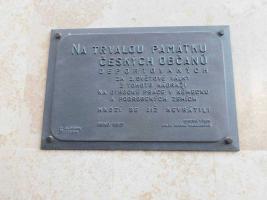 NA TRVALOU PAMÁTKU
ČESKÝCH OBČANŮ
DEPORTOVANÝCH
ZA 2. SVĚTOVÉ VÁLKY
Z TOHOTO NÁDRAŽÍ
NA OTROCKÉ PRÁCE V NĚMECKU
A PODROBENÝCH ZEMÍCH
MNOZÍ SE JIŽ NEVRÁTILI